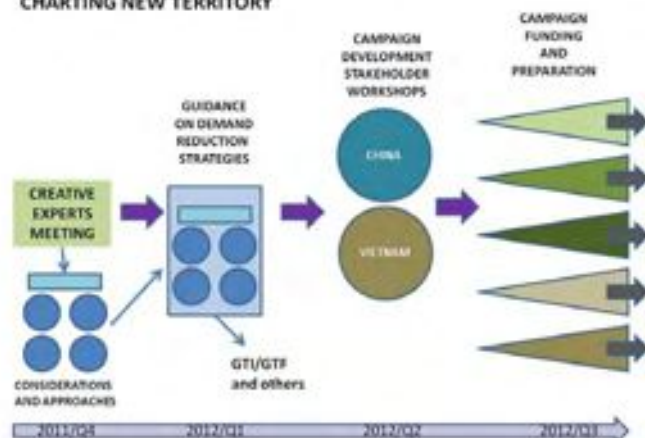 CHARTING NEW TERRITORY
CAMPAIGN
FUNDING
AND
PREPARATION
CAMPAIGN
DEVELOPMENT
STAKEHOLDER
WORKSHOPS
GUIDANCE
ON DEMAND
REDUCTION
STRATEGIES
CREATIVE
EXPERTS
MEETING
CHINA
VIETNAM
GTI/GTF
and others
CONSIDERATIONS
AND APPROACHES
2011/Q4
2012/Q1
2012/Q2
2012/Q3